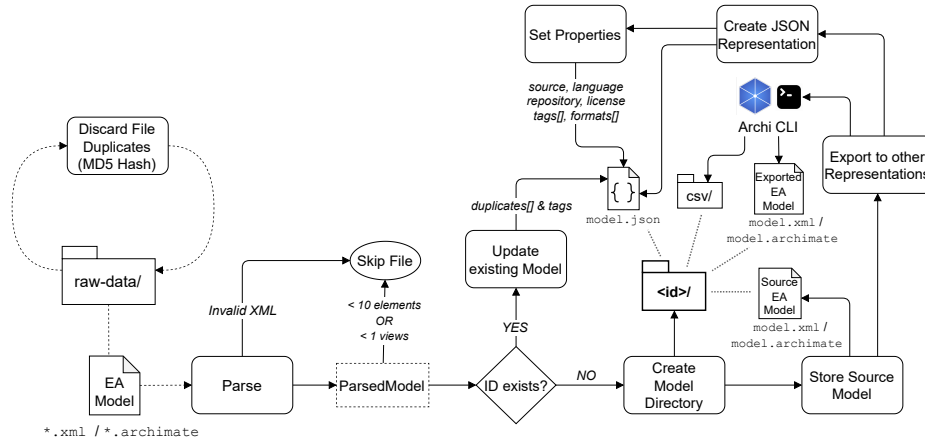 Set Properties
Create JSON
Representation
source, language
repository, license
tags[], formats[]
Archi CLI
Discard File
Duplicates
(MD5 Hash)
Export to other
Representations
Exported
EA
Model
csv/
{ }
model.json
model.xml /
model.archimate
duplicates[] & tags
raw-data/
Skip File
Update
existing Model
<id>/
Source
EA
Model
model.xml /
model.archimate
Invalid XML
< 10 elements
OR
< 1 views
YES
EA
Model
Parse
ParsedModel
ID exists?
NO
Create
Model
Directory
Store Source
Model
*.xml / *.archimate